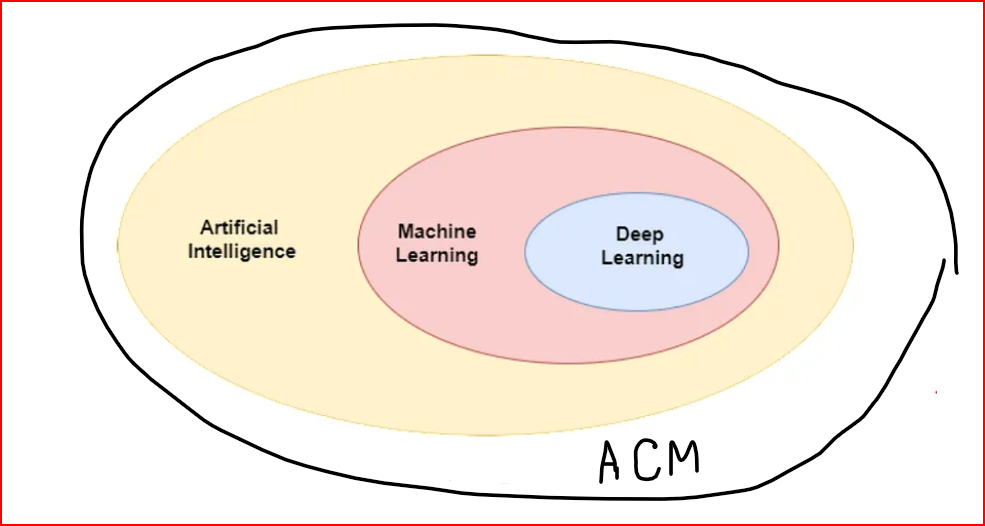 Artificial
Intelligence
Machine
Learning
Deep
Learning
ACM